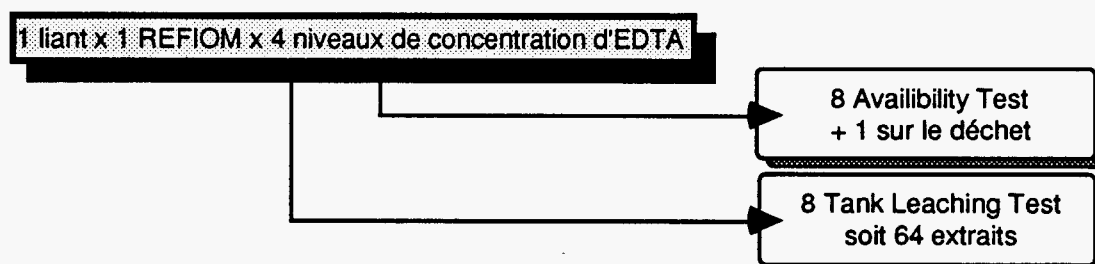 1 liant x 1 REFIOM x 4 niveaux de concentration d'EDTA
8 Availibility Test
+ 1 sur le déchet
8 Tank Leaching Test
soit 64 extraits